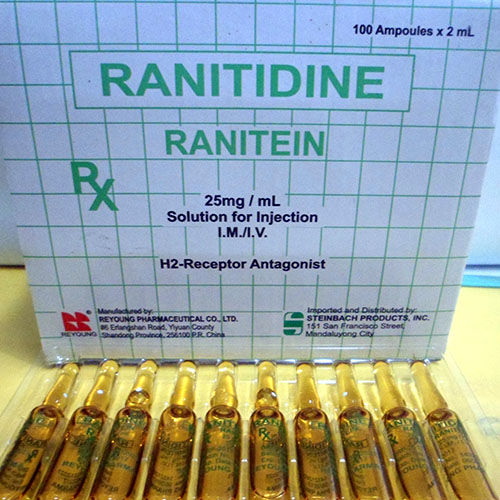 100 Ampoules x 2 mL
RANITIDINE
RANITEIN
Rx
25mg / mL
Solution for Injection
I.M./I.V.
H2-Receptor Antagonist
Manufactured by:
REYOUNG PHARMACEUTICAL CO., LTD.
#6 Erlangshan Road, Yiyuan County
Shandong Province, 256100 P.R. China
REYOUNG
®
Imported and Distributed by:
STEINBACH PRODUCTS, INC.
151 San Francisco Street,
Mandaluyong City
S